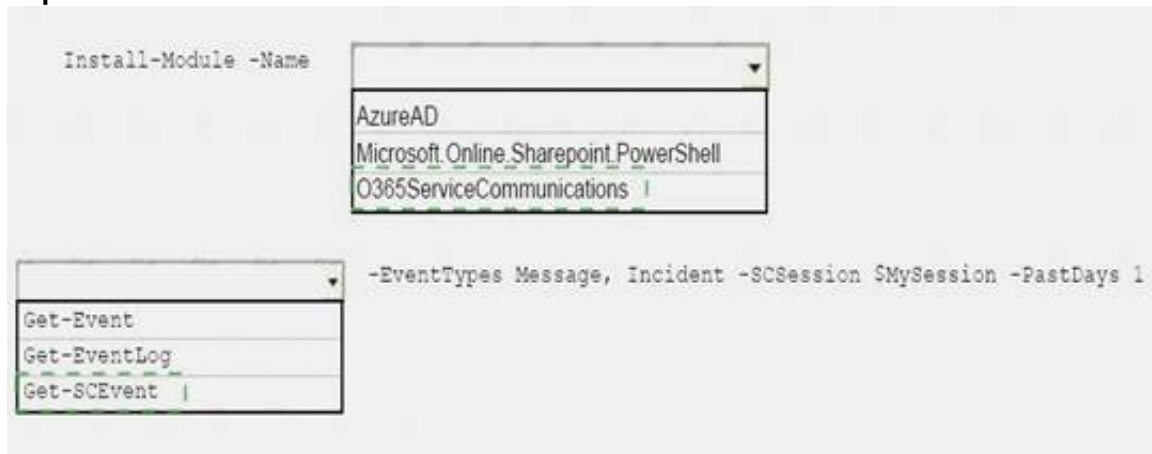 Install-Module -Name
AzureAD
Microsoft.Online.Sharepoint.PowerShell
O365ServiceCommunications
-EventTypes Message, Incident -SCSession $MySession -PastDays 1
Get-Event
Get-EventLog
Get-SCEvent